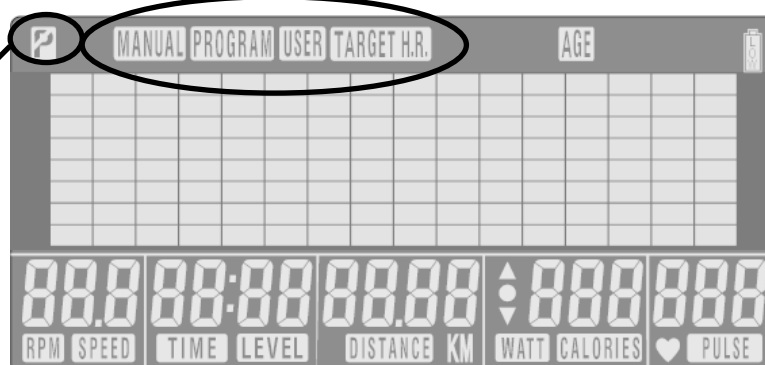 P MANUAL PROGRAM USER TARGET H.R. AGE LOW
88.8 88:88 88.88 888 888
RPM SPEED TIME LEVEL DISTANCE KM WATT CALORIES PULSE